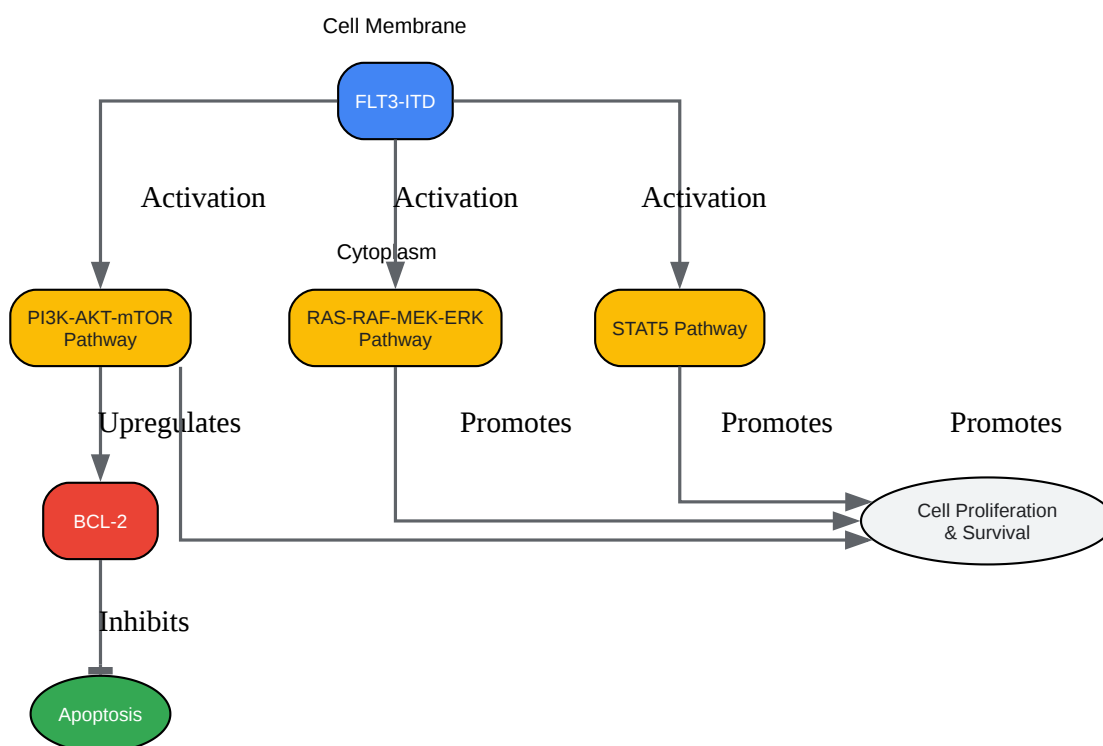 Cell Membrane
FLT3-ITD
Activation
Activation
Activation
Cytoplasm
PI3K-AKT-mTOR
Pathway
RAS-RAF-MEK-ERK
Pathway
STAT5 Pathway
Upregulates
Promotes
Promotes
Promotes
BCL-2
Cell Proliferation
& Survival
Inhibits
Apoptosis